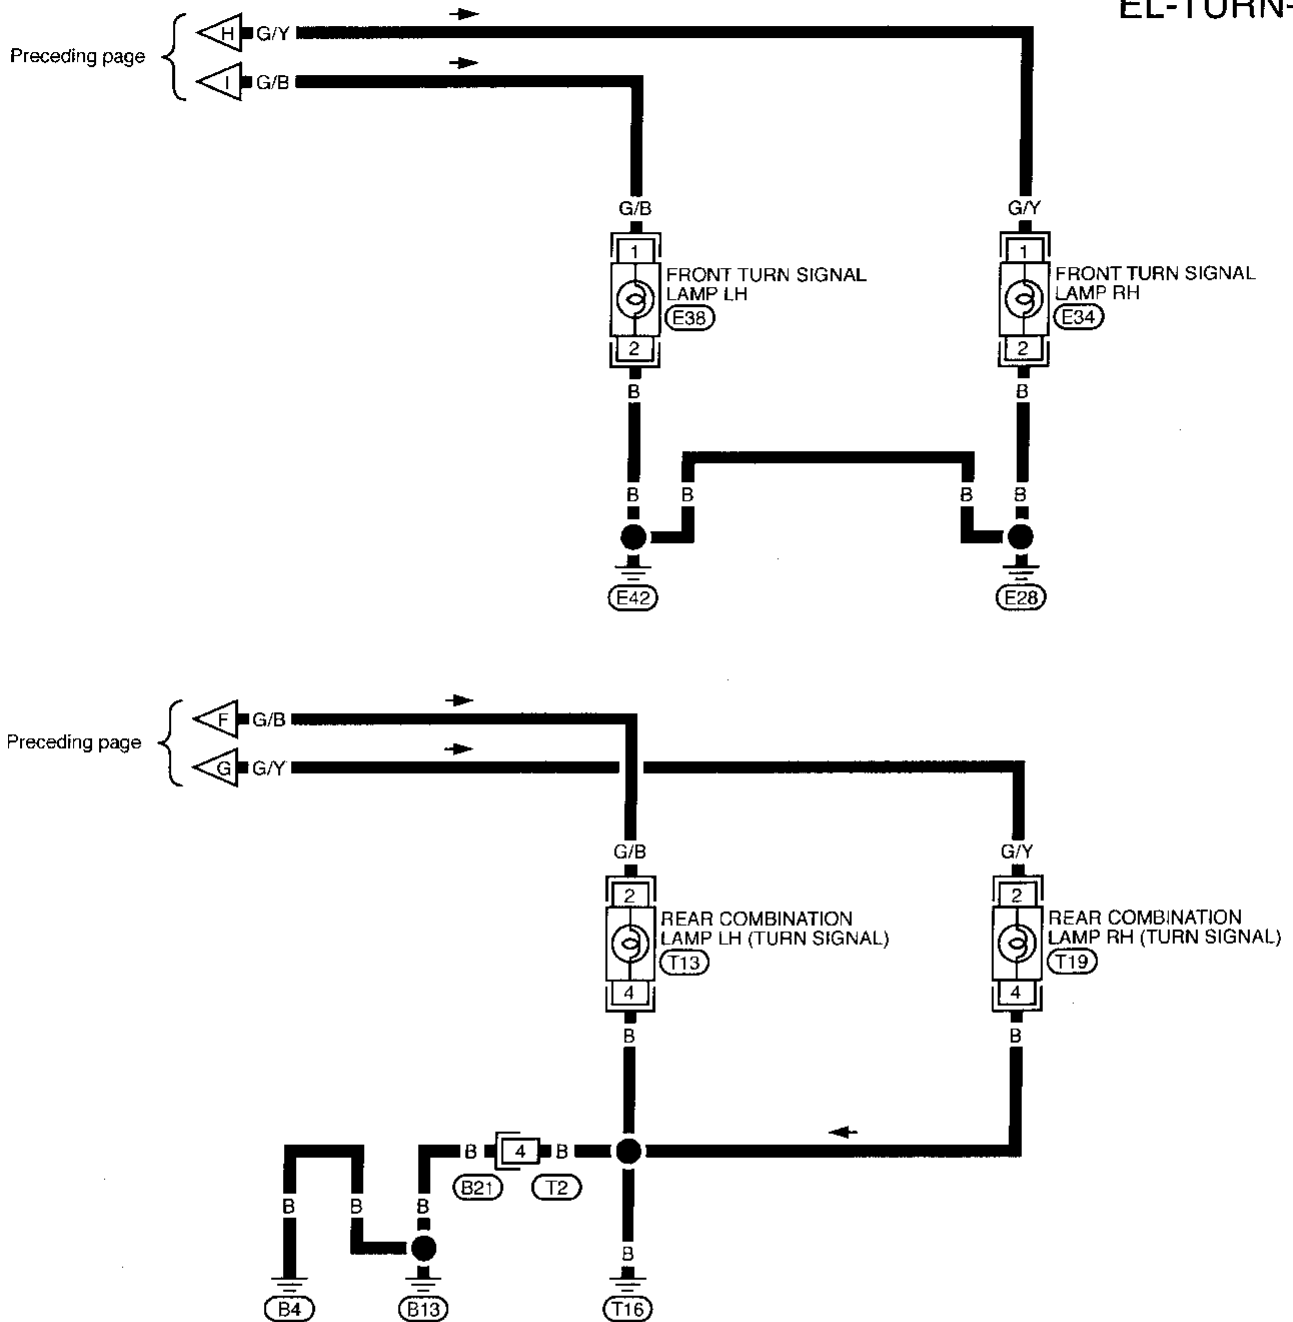 EL-TURN-
H G/Y
Preceding page
I G/B
G/B
G/Y
1
1
FRONT TURN SIGNAL
LAMP LH
E38
FRONT TURN SIGNAL
LAMP RH
E34
2
2
B
B
B
B
B
B
E42
E28
F G/B
Preceding page
G G/Y
G/B
G/Y
2
2
REAR COMBINATION
LAMP LH (TURN SIGNAL)
T13
REAR COMBINATION
LAMP RH (TURN SIGNAL)
T19
4
4
B
B
B 4 B
B21
T2
B
B
B
B
B4
B13
T16